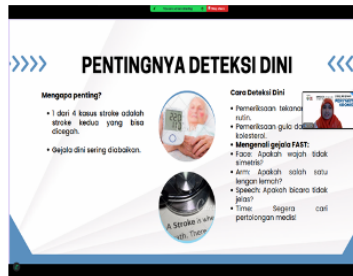 PENTINGNYA DETEKSI DINI
Mengapa penting?
• 1 dari 4 kasus stroke adalah
stroke kedua yang bisa
dicegah.
• Gejala dini sering diabaikan.
Cara Deteksi Dini
• Pemeriksaan tekanan
rutin.
• Pemeriksaan gula
kolesterol.
• Mengenali gejala FAST:
• Face: Apakah wajah tidak
simetris?
• Arm: Apakah salah satu
lengan lemah?
• Speech: Apakah bicara tidak
jelas?
• Time: Segera cari
pertolongan medis!
A Stroke is